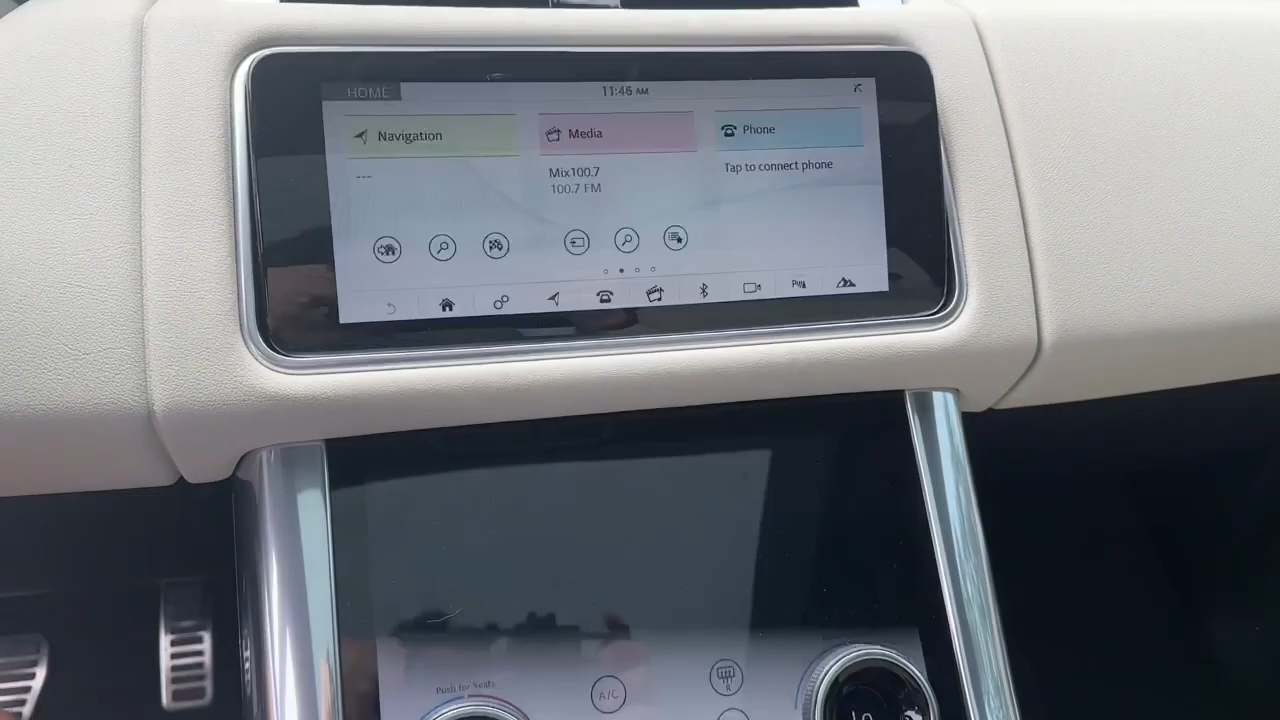 HOME
11:46 AM
Navigation
Media
Phone
---
Mix100.7
100.7 FM
Tap to connect phone
Push for Seats
A/C
R
LO